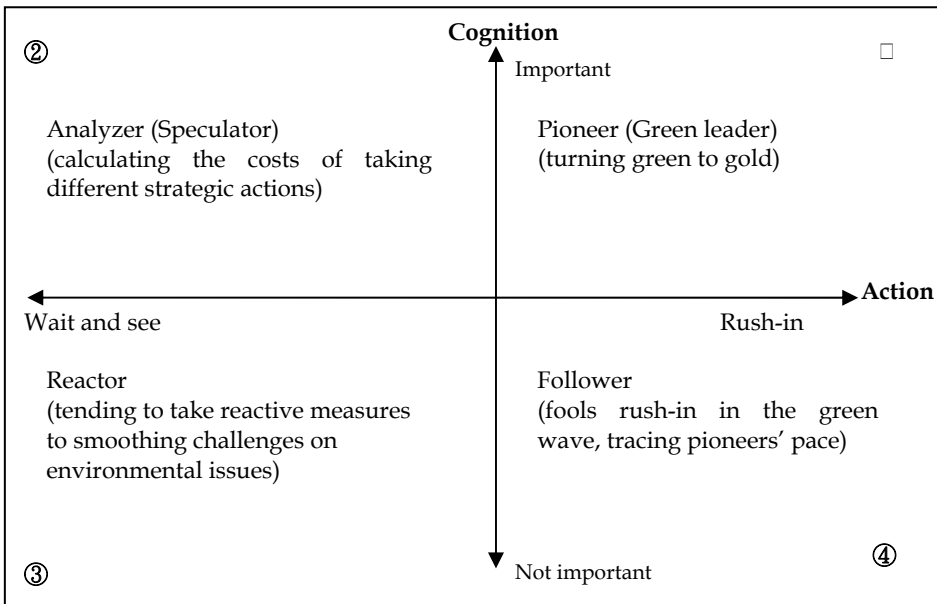 Cognition
②
□
Important
Analyzer (Speculator)
(calculating the costs of taking
different strategic actions)
Pioneer (Green leader)
(turning green to gold)
Action
Wait and see
Rush-in
Reactor
(tending to take reactive measures
to smoothing challenges on
environmental issues)
Follower
(fools rush-in in the green
wave, tracing pioneers’ pace)
③
Not important
④